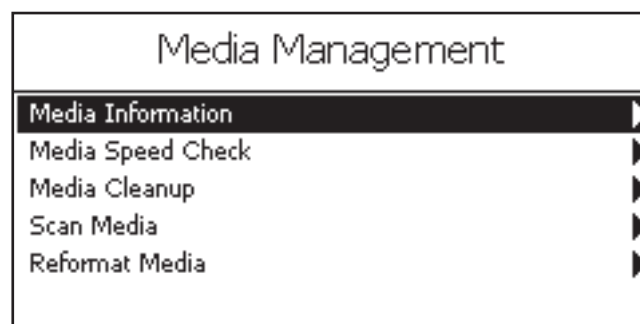 Media Management
Media Information
Media Speed Check
Media Cleanup
Scan Media
Reformat Media